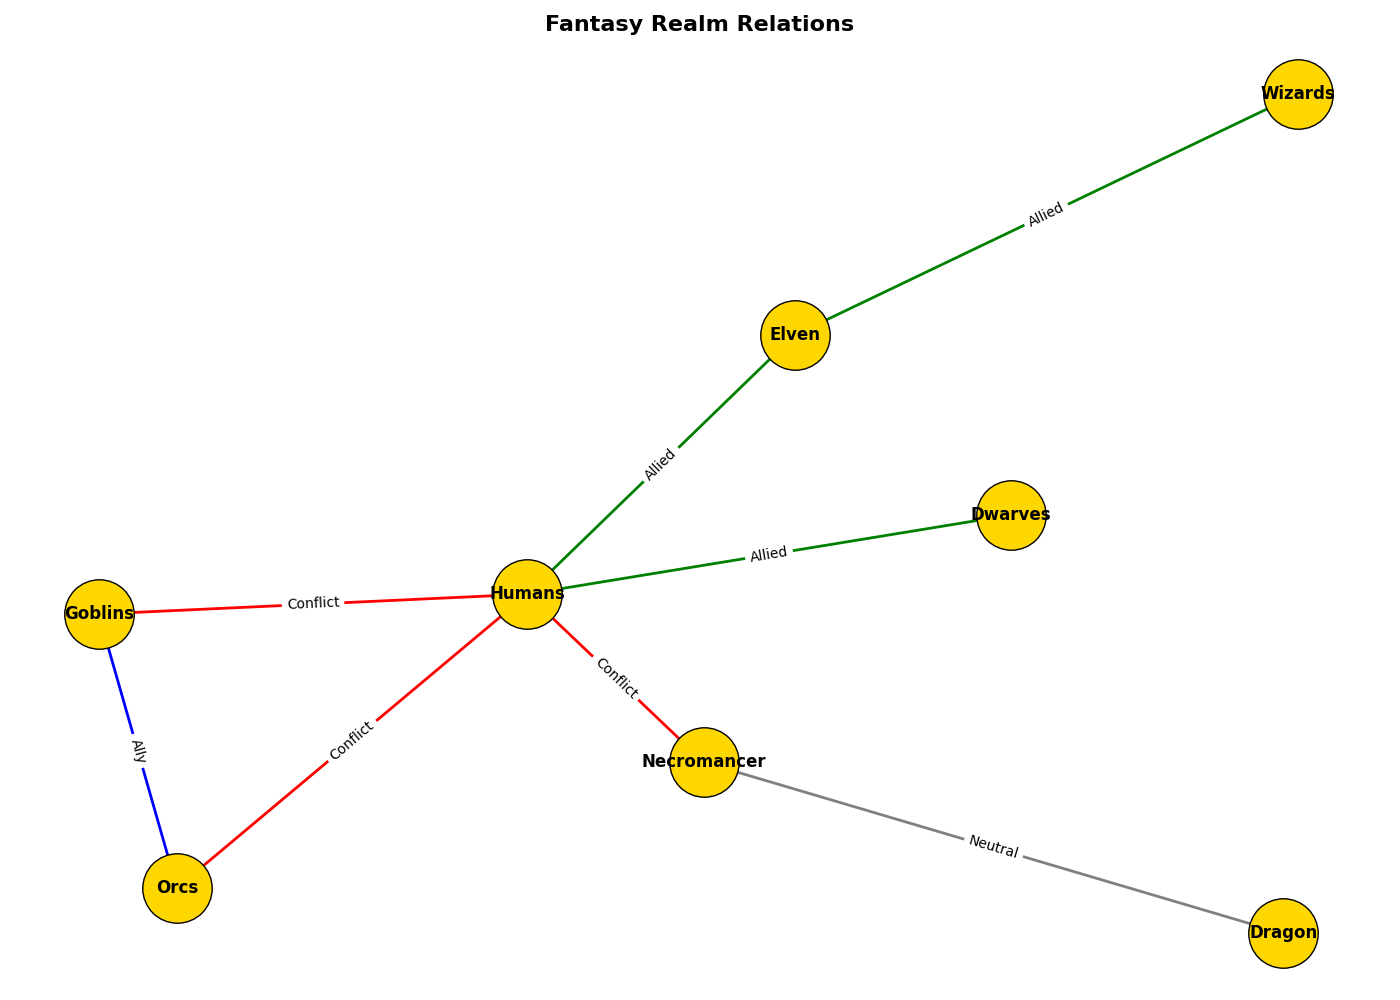 Fantasy Realm Relations
Wizards
Allied
Elven
Allied
Dwarves
Allied
Humans
Goblins
Conflict
Conflict
Conflict
Ally
Necromancer
Neutral
Orcs
Dragon